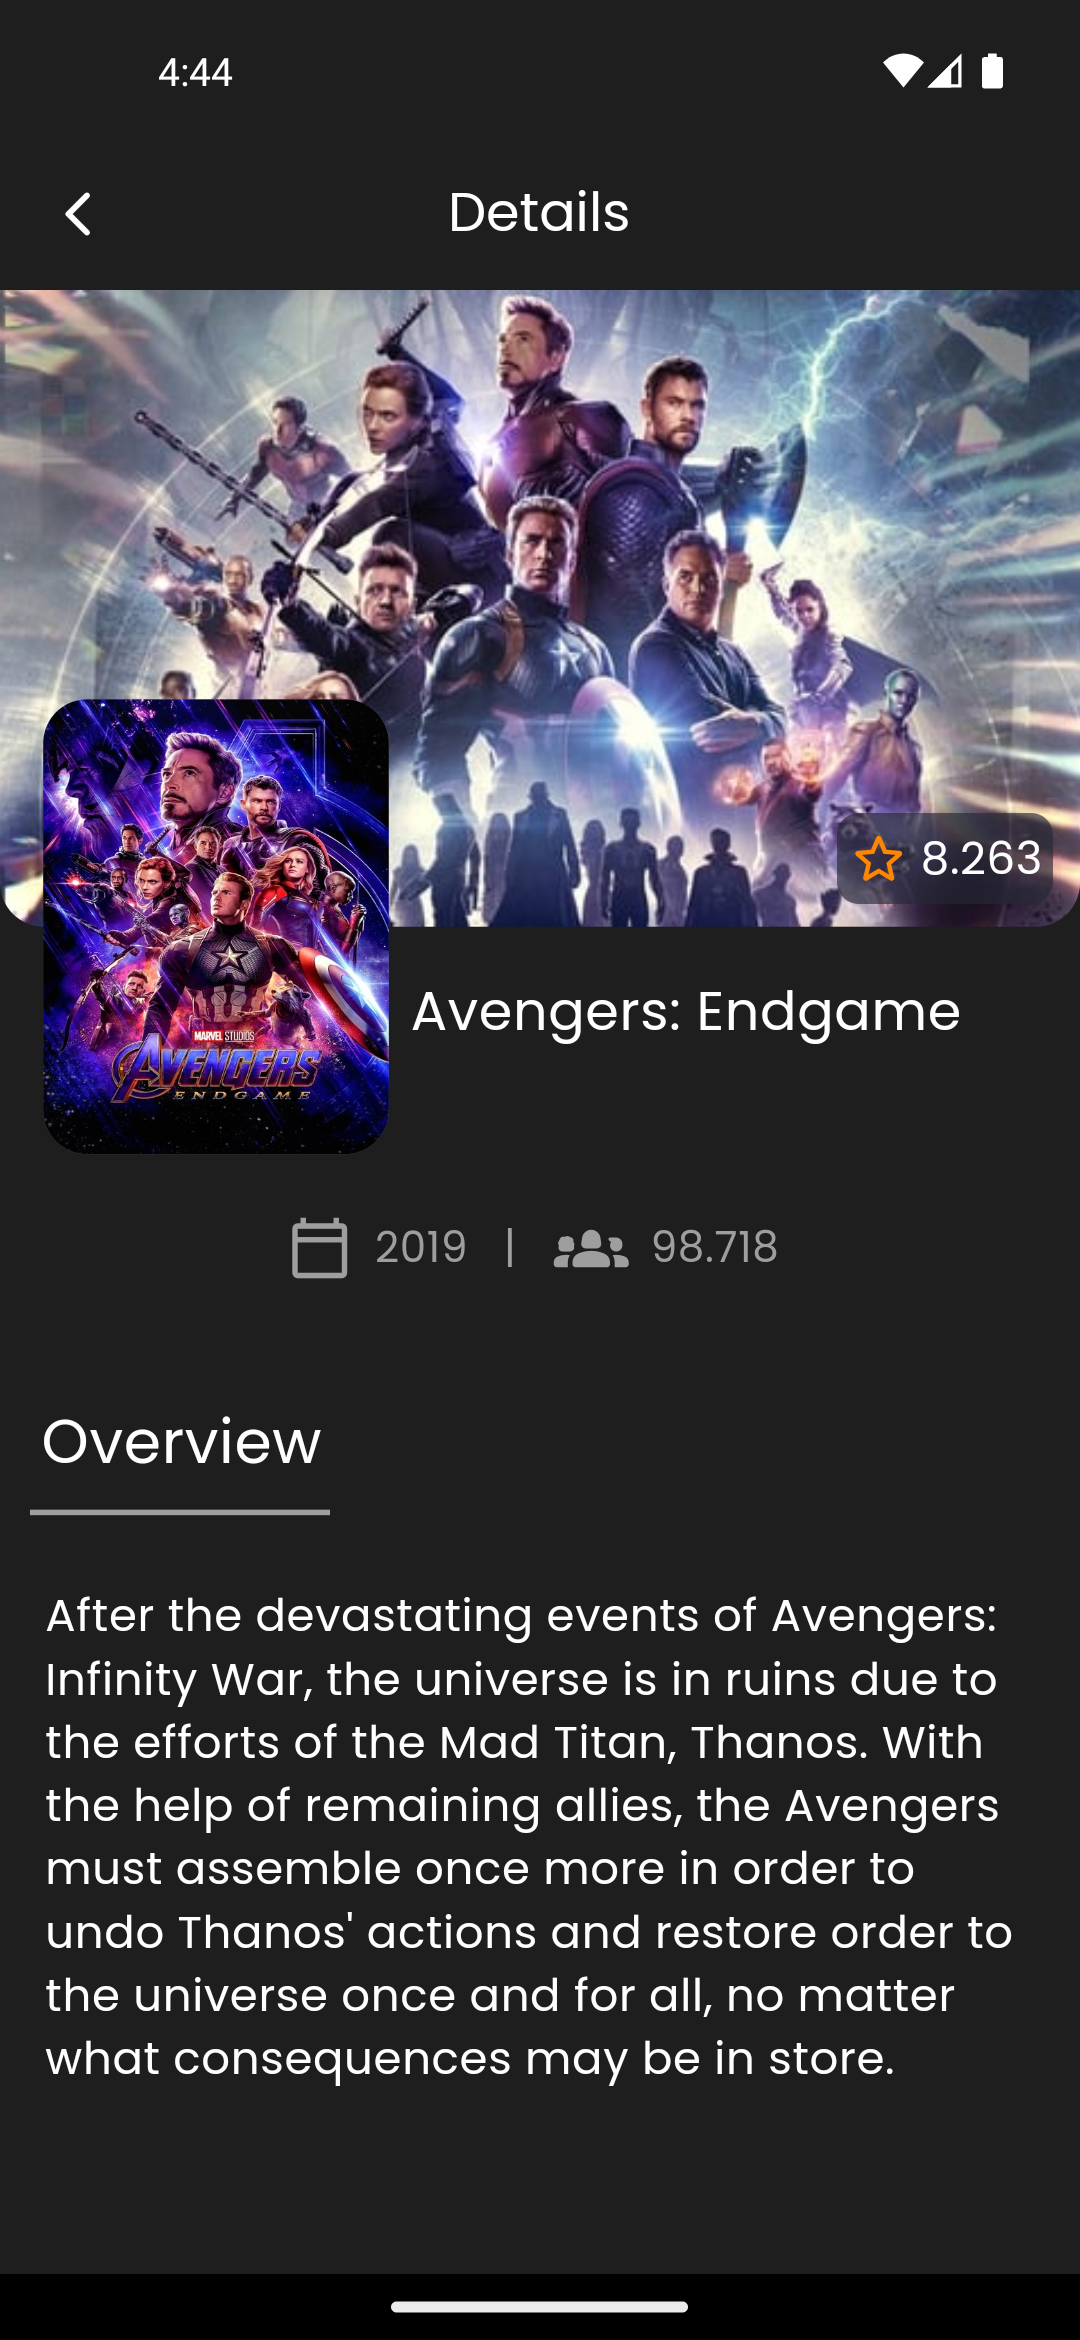 4:44
Details
8.263
MARVEL STUDIOS
AVENGERS
ENDGAME
Avengers: Endgame
2019 | 98.718
Overview
After the devastating events of Avengers:
Infinity War, the universe is in ruins due to
the efforts of the Mad Titan, Thanos. With
the help of remaining allies, the Avengers
must assemble once more in order to
undo Thanos' actions and restore order to
the universe once and for all, no matter
what consequences may be in store.